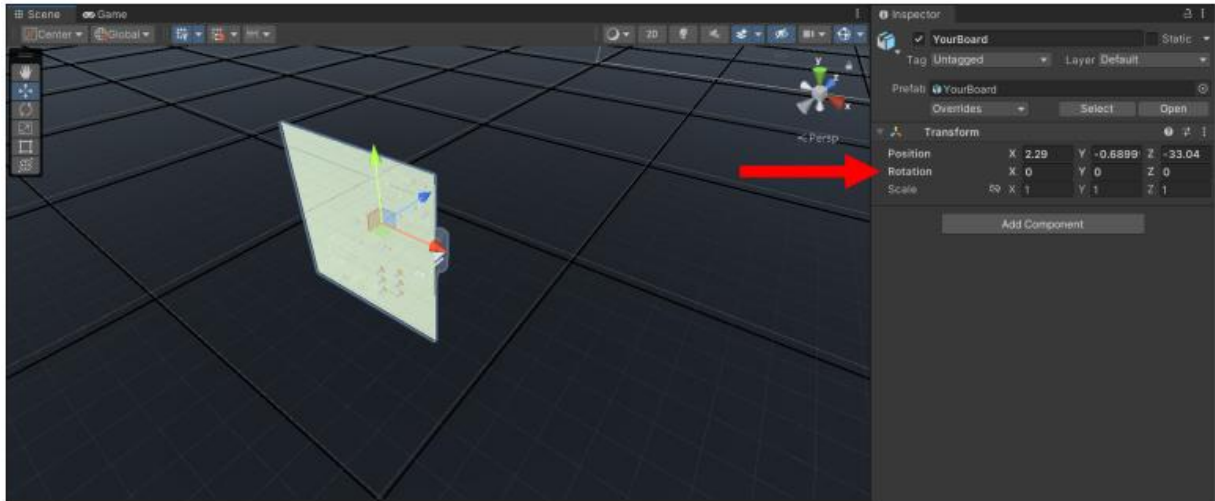 Scene Game
Center Global
2D
y
z
x
Persp
Inspector
YourBoard Static
Tag Untagged Layer Default
Prefab YourBoard
Overrides Select Open
Transform
Position X 2.29 Y -0.6899 Z -33.04
Rotation X 0 Y 0 Z 0
Scale X 1 Y 1 Z 1
Add Component